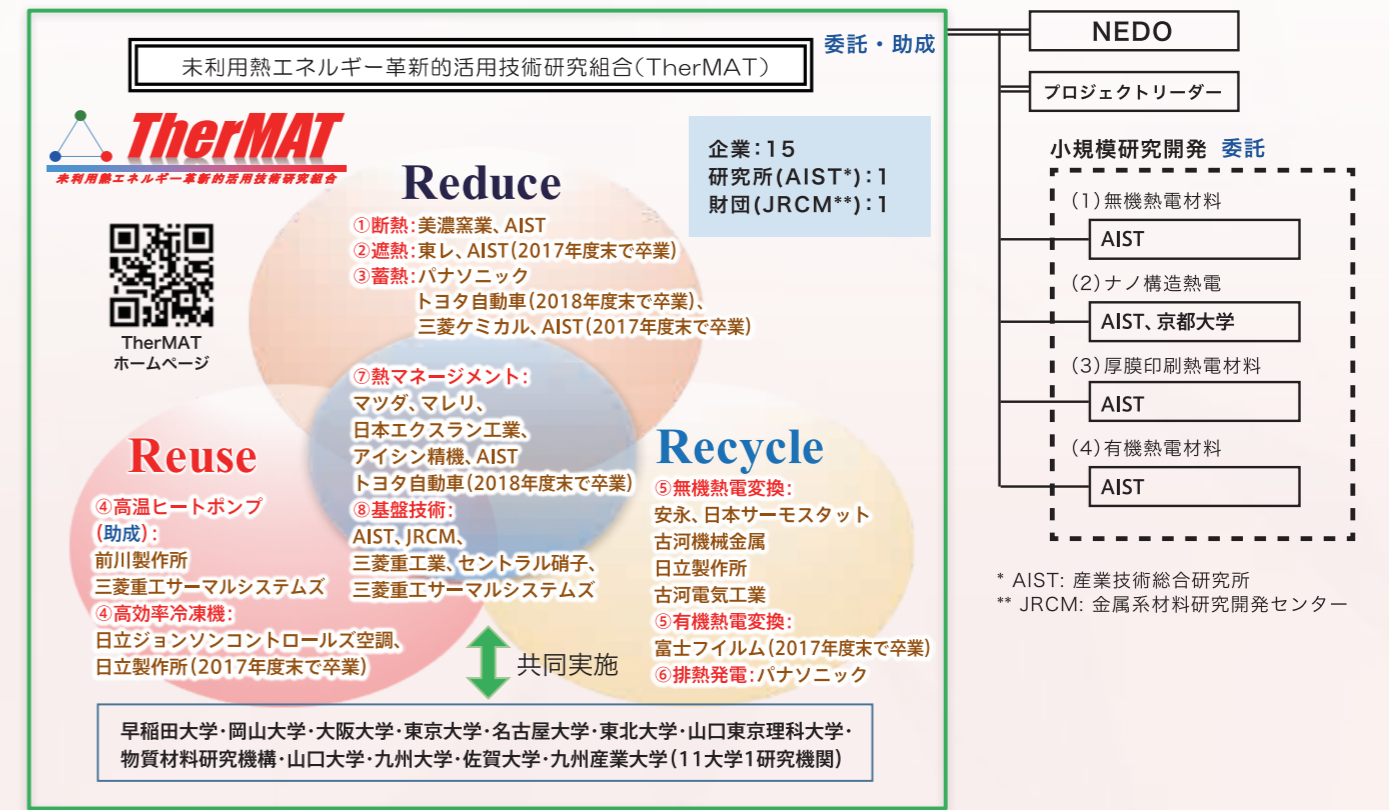 未利用熱エネルギー革新的活用技術研究組合(TherMAT)
委託・助成
TherMAT
未利用熱エネルギー革新的活用技術研究組合
TherMAT
ホームページ
企業:15
研究所(AIST*):1
財団(JRCM**):1
Reduce
①断熱:美濃窯業、AIST
②遮熱:東レ、AIST(2017年度末で卒業)
③蓄熱:パナソニック
トヨタ自動車(2018年度末で卒業)、
三菱ケミカル、AIST(2017年度末で卒業)
⑦熱マネージメント:
マツダ、マレリ、
日本エクスラン工業、
アイシン精機、AIST
トヨタ自動車(2018年度末で卒業)
⑧基盤技術:
AIST、JRCM、
三菱重工業、セントラル硝子、
三菱重工サーマルシステムズ
Reuse
④高温ヒートポンプ
(助成):
前川製作所
三菱重工サーマルシステムズ
④高効率冷凍機:
日立ジョンソンコントロールズ空調、
日立製作所(2017年度末で卒業)
Recycle
⑤無機熱電変換:
安永、日本サーモスタット
古河機械金属
日立製作所
古河電気工業
⑤有機熱電変換:
富士フイルム(2017年度末で卒業)
⑥排熱発電:パナソニック
共同実施
早稲田大学・岡山大学・大阪大学・東京大学・名古屋大学・東北大学・山口東京理科大学・
物質材料研究機構・山口大学・九州大学・佐賀大学・九州産業大学(11大学1研究機関)
NEDO
プロジェクトリーダー
小規模研究開発 委託
(1)無機熱電材料
AIST
(2)ナノ構造熱電
AIST、京都大学
(3)厚膜印刷熱電材料
AIST
(4)有機熱電材料
AIST
* AIST: 産業技術総合研究所
** JRCM: 金属系材料研究開発センター